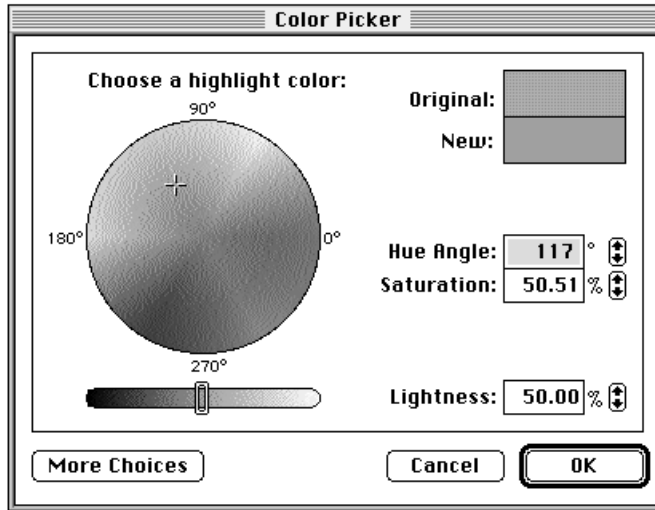 Color Picker
Choose a highlight color:
90°
180°
0°
270°
Original:
New:
Hue Angle: 117 °
Saturation: 50.51 %
Lightness: 50.00 %
More Choices
Cancel
OK